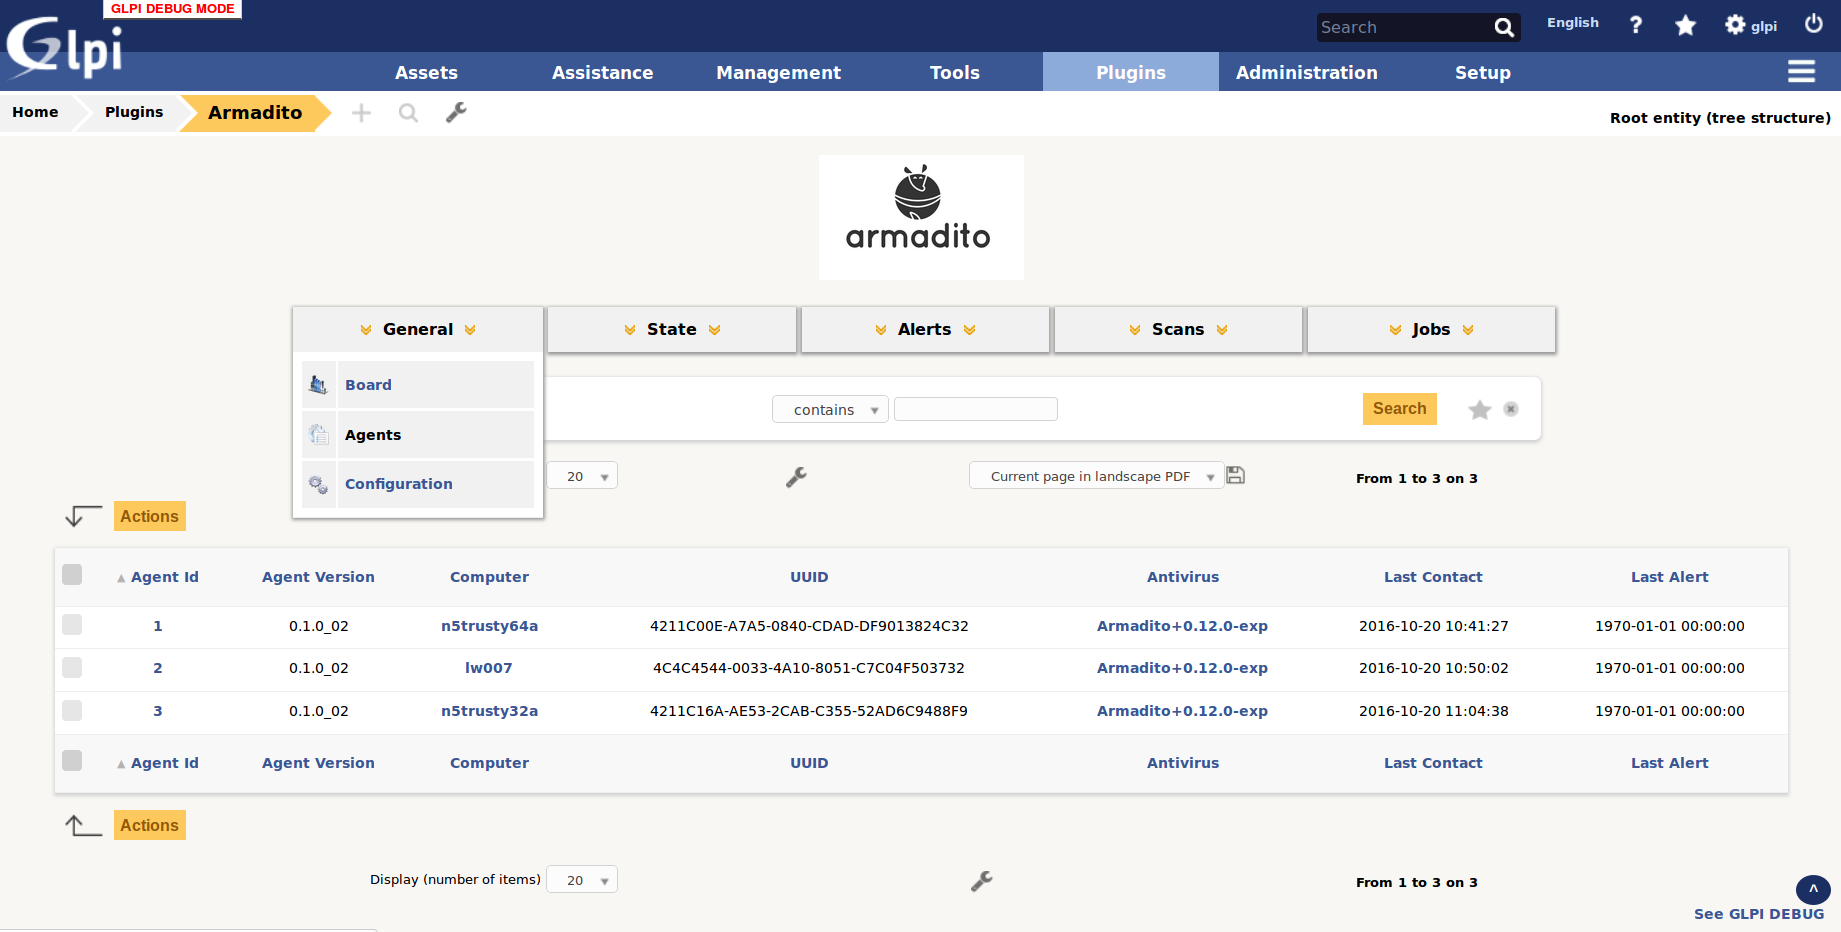 GLPI DEBUG MODE
Glpi
Search
English
?
glpi
Assets Assistance Management Tools Plugins Administration Setup
Home Plugins Armadito
Root entity (tree structure)
armadito
General State Alerts Scans Jobs
Board
contains Search
Agents
20 Current page in landscape PDF From 1 to 3 on 3
Configuration
Actions
Agent Id Agent Version Computer UUID Antivirus Last Contact Last Alert
1 0.1.0_02 n5trusty64a 4211C00E-A7A5-0840-CDAD-DF9013824C32 Armadito+0.12.0-exp 2016-10-20 10:41:27 1970-01-01 00:00:00
2 0.1.0_02 lw007 4C4C4544-0033-4A10-8051-C7C04F503732 Armadito+0.12.0-exp 2016-10-20 10:50:02 1970-01-01 00:00:00
3 0.1.0_02 n5trusty32a 4211C16A-AE53-2CAB-C355-52AD6C9488F9 Armadito+0.12.0-exp 2016-10-20 11:04:38 1970-01-01 00:00:00
Agent Id Agent Version Computer UUID Antivirus Last Contact Last Alert
Actions
Display (number of items) 20 From 1 to 3 on 3
^
See GLPI DEBUG